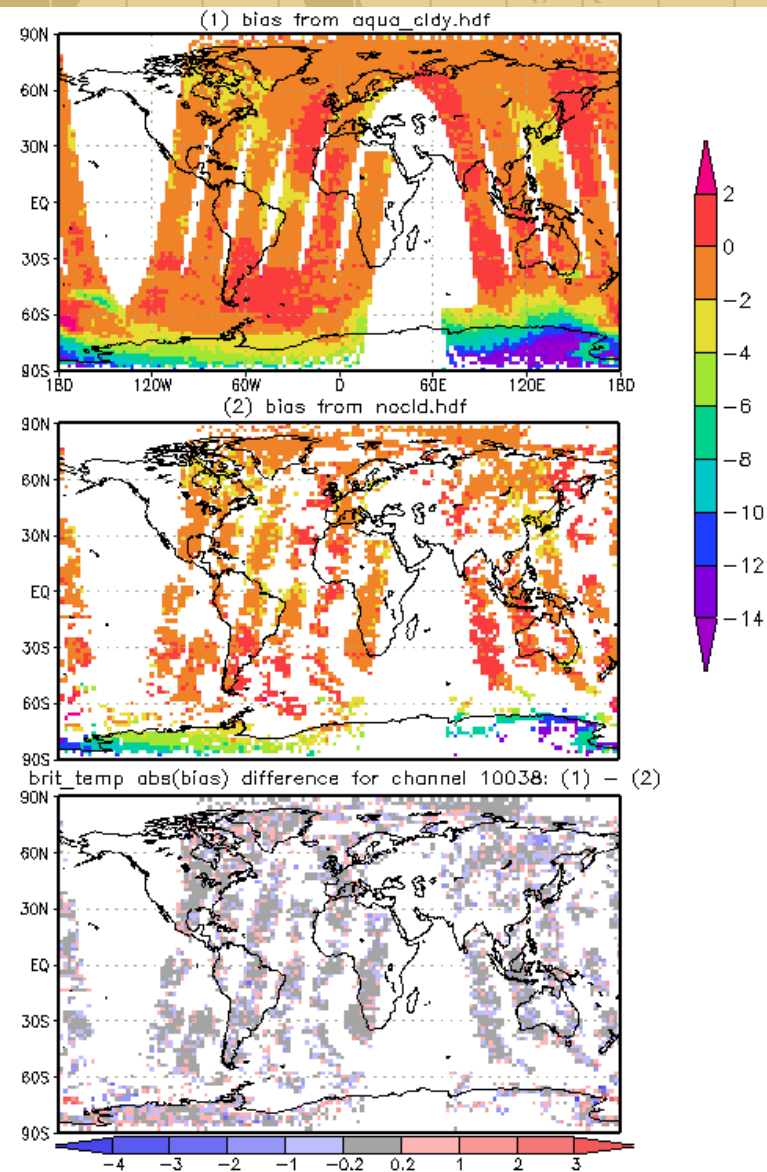 (1) bias from aqua_cldy.hdf
90N
60N
30N
EQ
30S
60S
90S
180 120W 60W 0 60E 120E 180
(2) bias from nocld.hdf
90N
60N
30N
EQ
30S
60S
90S
brit_temp abs(bias) difference for channel 10038: (1) – (2)
90N
60N
30N
EQ
30S
60S
90S
−4 −3 −2 −1 −0.2 0.2 1 2 3
2
0
−2
−4
−6
−8
−10
−12
−14